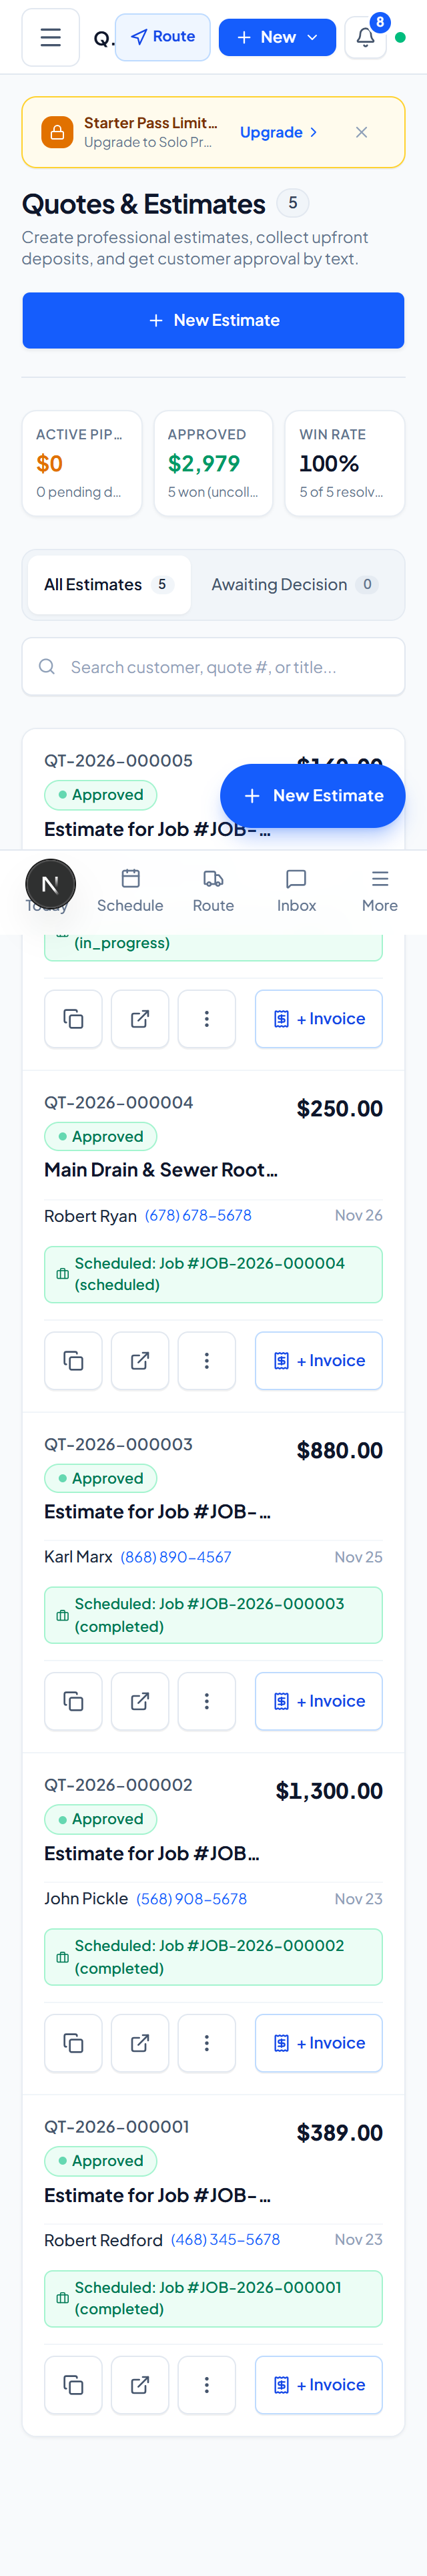 Q.
Route
+ New
8
Starter Pass Limit...
Upgrade to Solo Pr...
Upgrade
Quotes & Estimates 5
Create professional estimates, collect upfront
deposits, and get customer approval by text.
+ New Estimate
ACTIVE PIP...
$0
0 pending d...
APPROVED
$2,979
5 won (uncoll...
WIN RATE
100%
5 of 5 resolv...
All Estimates 5
Awaiting Decision 0
Search customer, quote #, or title...
QT-2026-000005
Approved
Estimate for Job #JOB-...
+ New Estimate
N
Today
Schedule
Route
Inbox
More
(in_progress)
+ Invoice
QT-2026-000004
$250.00
Approved
Main Drain & Sewer Root...
Robert Ryan (678) 678-5678
Nov 26
Scheduled: Job #JOB-2026-000004
(scheduled)
+ Invoice
QT-2026-000003
$880.00
Approved
Estimate for Job #JOB-...
Karl Marx (868) 890-4567
Nov 25
Scheduled: Job #JOB-2026-000003
(completed)
+ Invoice
QT-2026-000002
$1,300.00
Approved
Estimate for Job #JOB...
John Pickle (568) 908-5678
Nov 23
Scheduled: Job #JOB-2026-000002
(completed)
+ Invoice
QT-2026-000001
$389.00
Approved
Estimate for Job #JOB-...
Robert Redford (468) 345-5678
Nov 23
Scheduled: Job #JOB-2026-000001
(completed)
+ Invoice